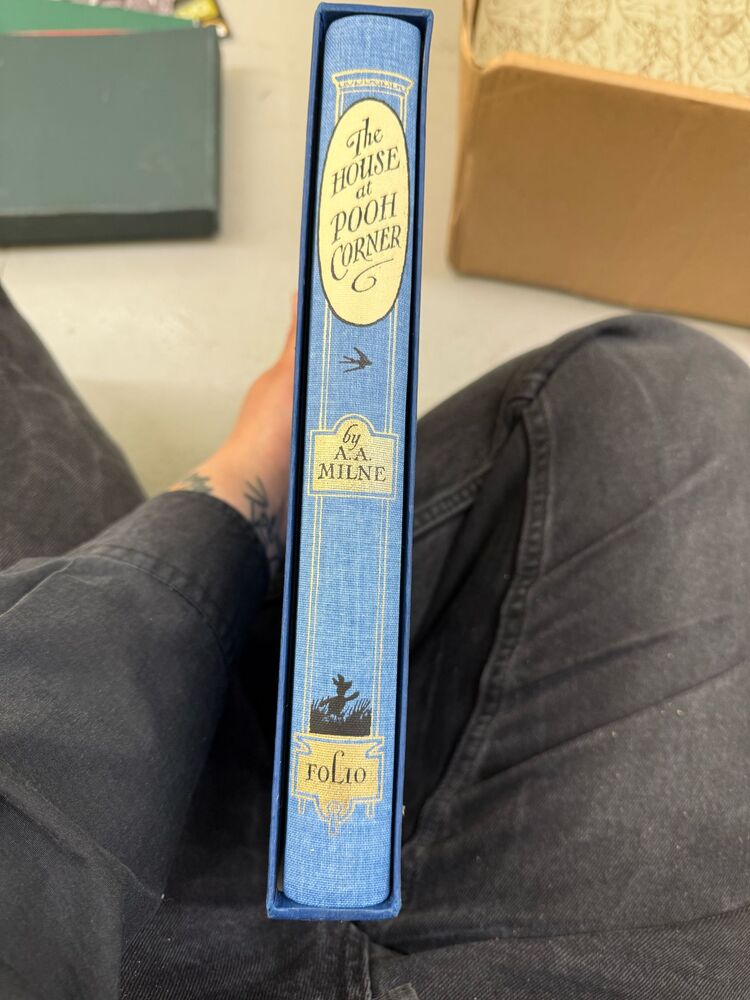 The
HOUSE
at
POOH
CORNER
by
A.A.
MILNE
FOLIO